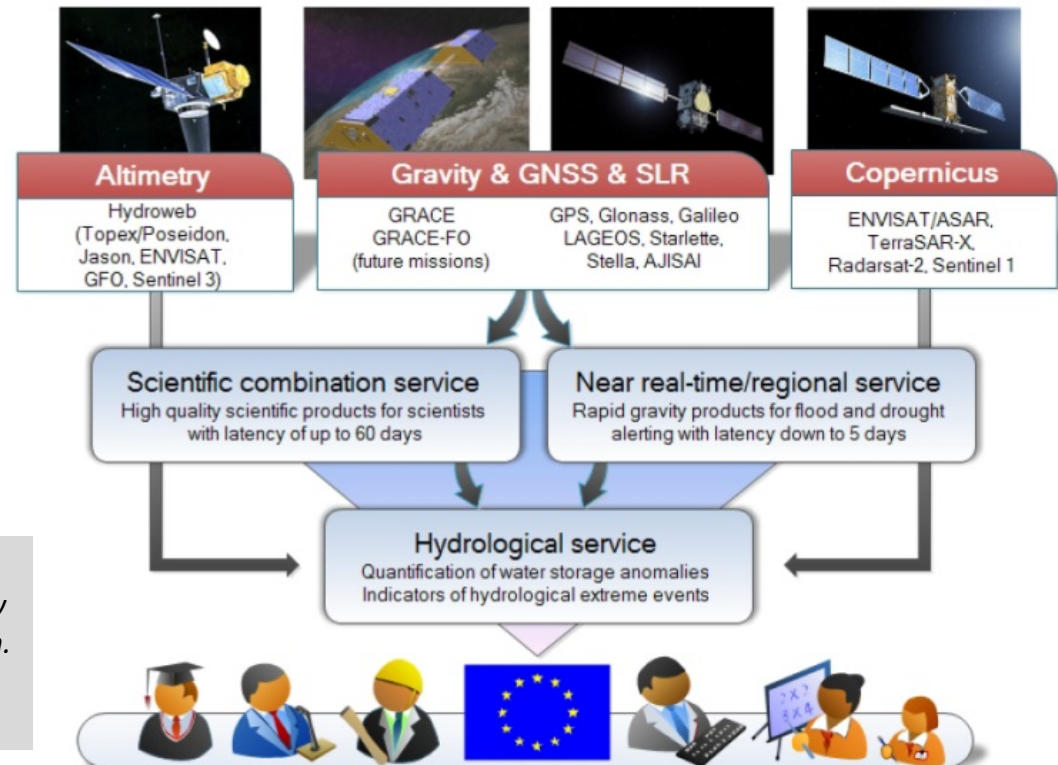 Altimetry
Hydroweb
(Topex/Poseidon,
Jason, ENVISAT,
GFO, Sentinel 3)
Gravity & GNSS & SLR
GRACE
GRACE-FO
(future missions)
GPS, Glonass, Galileo
LAGEOS, Starlette,
Stella, AJISAI
Copernicus
ENVISAT/ASAR,
TerraSAR-X,
Radarsat-2, Sentinel 1
Scientific combination service
High quality scientific products for scientists
with latency of up to 60 days
Near real-time/regional service
Rapid gravity products for flood and drought
alerting with latency down to 5 days
Hydrological service
Quantification of water storage anomalies
Indicators of hydrological extreme events
2 x 2
3 x 4